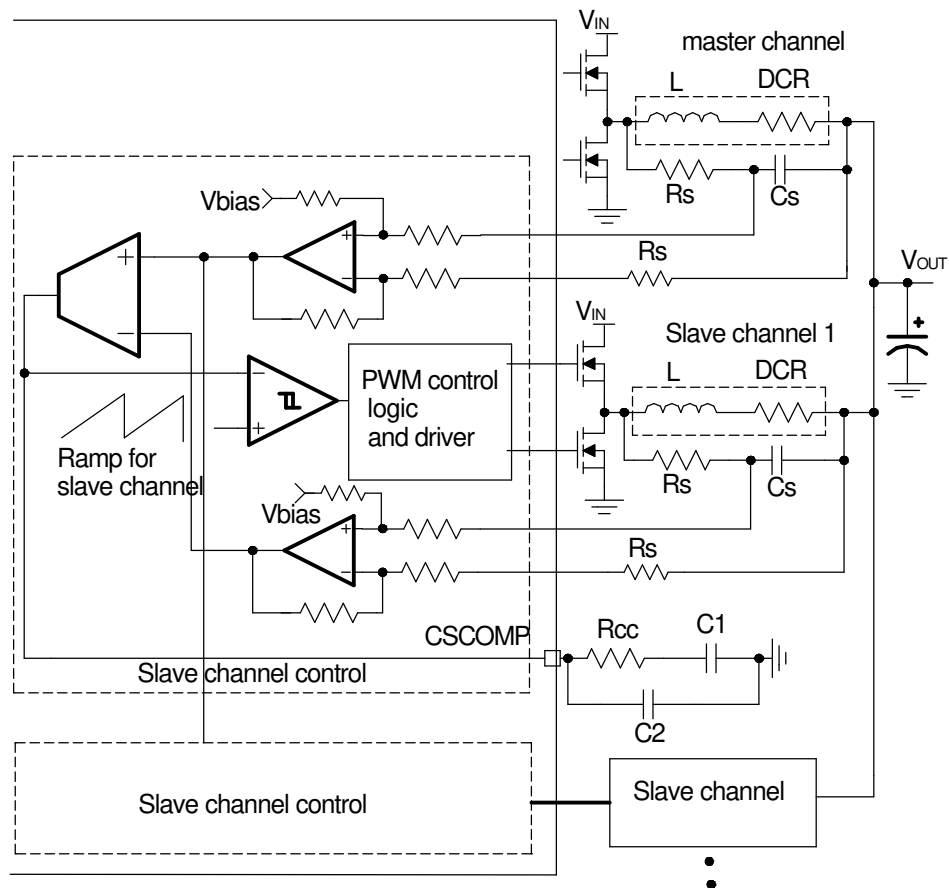 VIN
master channel
L
DCR
Rs
Cs
Vbias
+
−
Rs
VOUT
+
−
+
VIN
Slave channel 1
L
DCR
−
+
PWM control
logic
and driver
Ramp for
slave channel
Rs
Cs
Vbias
+
−
Rs
CSCOMP
Rcc
C1
C2
Slave channel control
Slave channel control
Slave channel